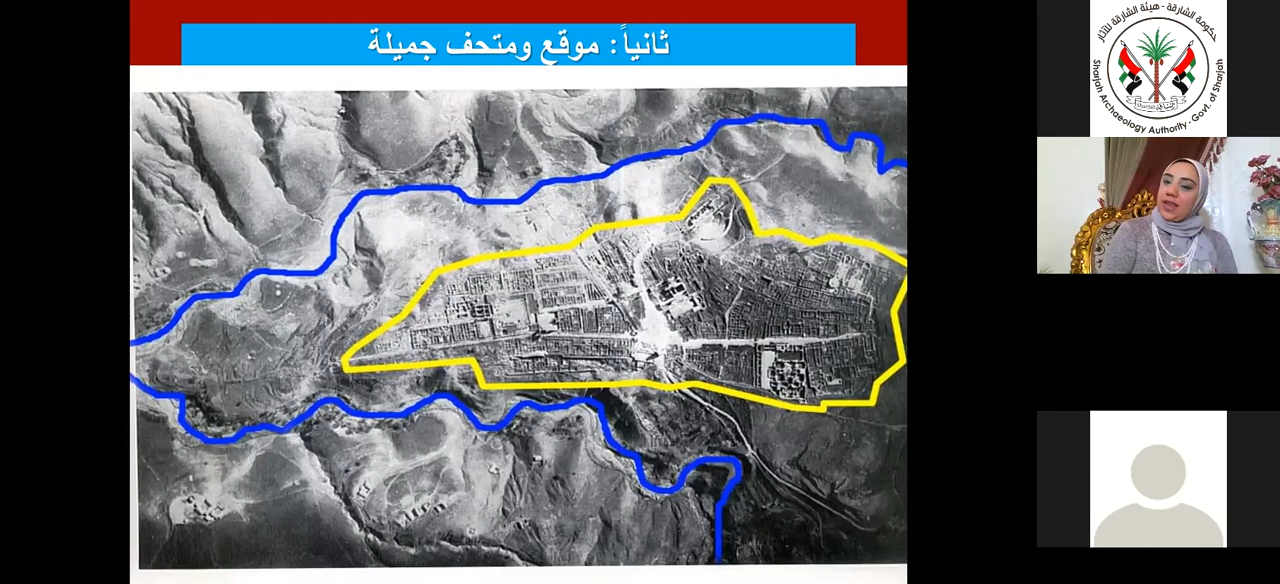 ثانياً: موقع ومتحف جميلة
حكومة الشارقة - هيئة الشارقة للآثار
Sharjah Archaeology Authority - Govt. of Sharjah